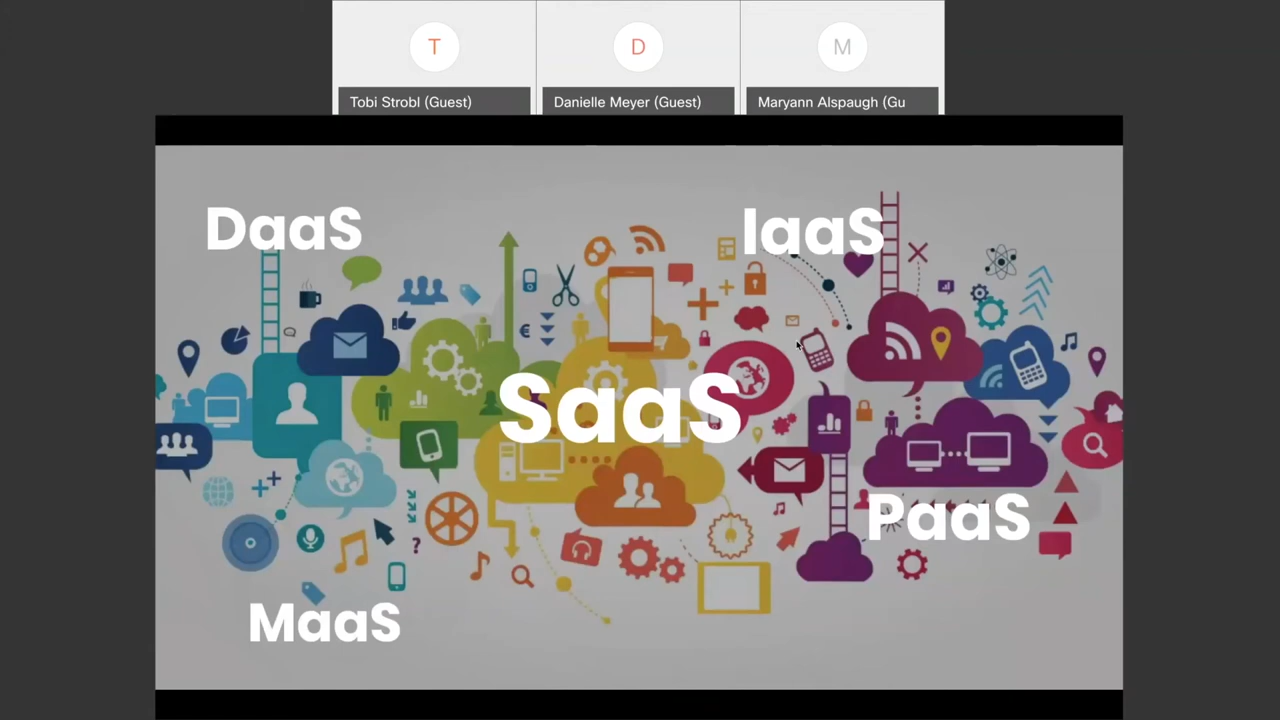 T
D
M
Tobi Strobl (Guest)
Danielle Meyer (Guest)
Maryann Alspaugh (Gu
DaaS
IaaS
€
SaaS
PaaS
?
MaaS